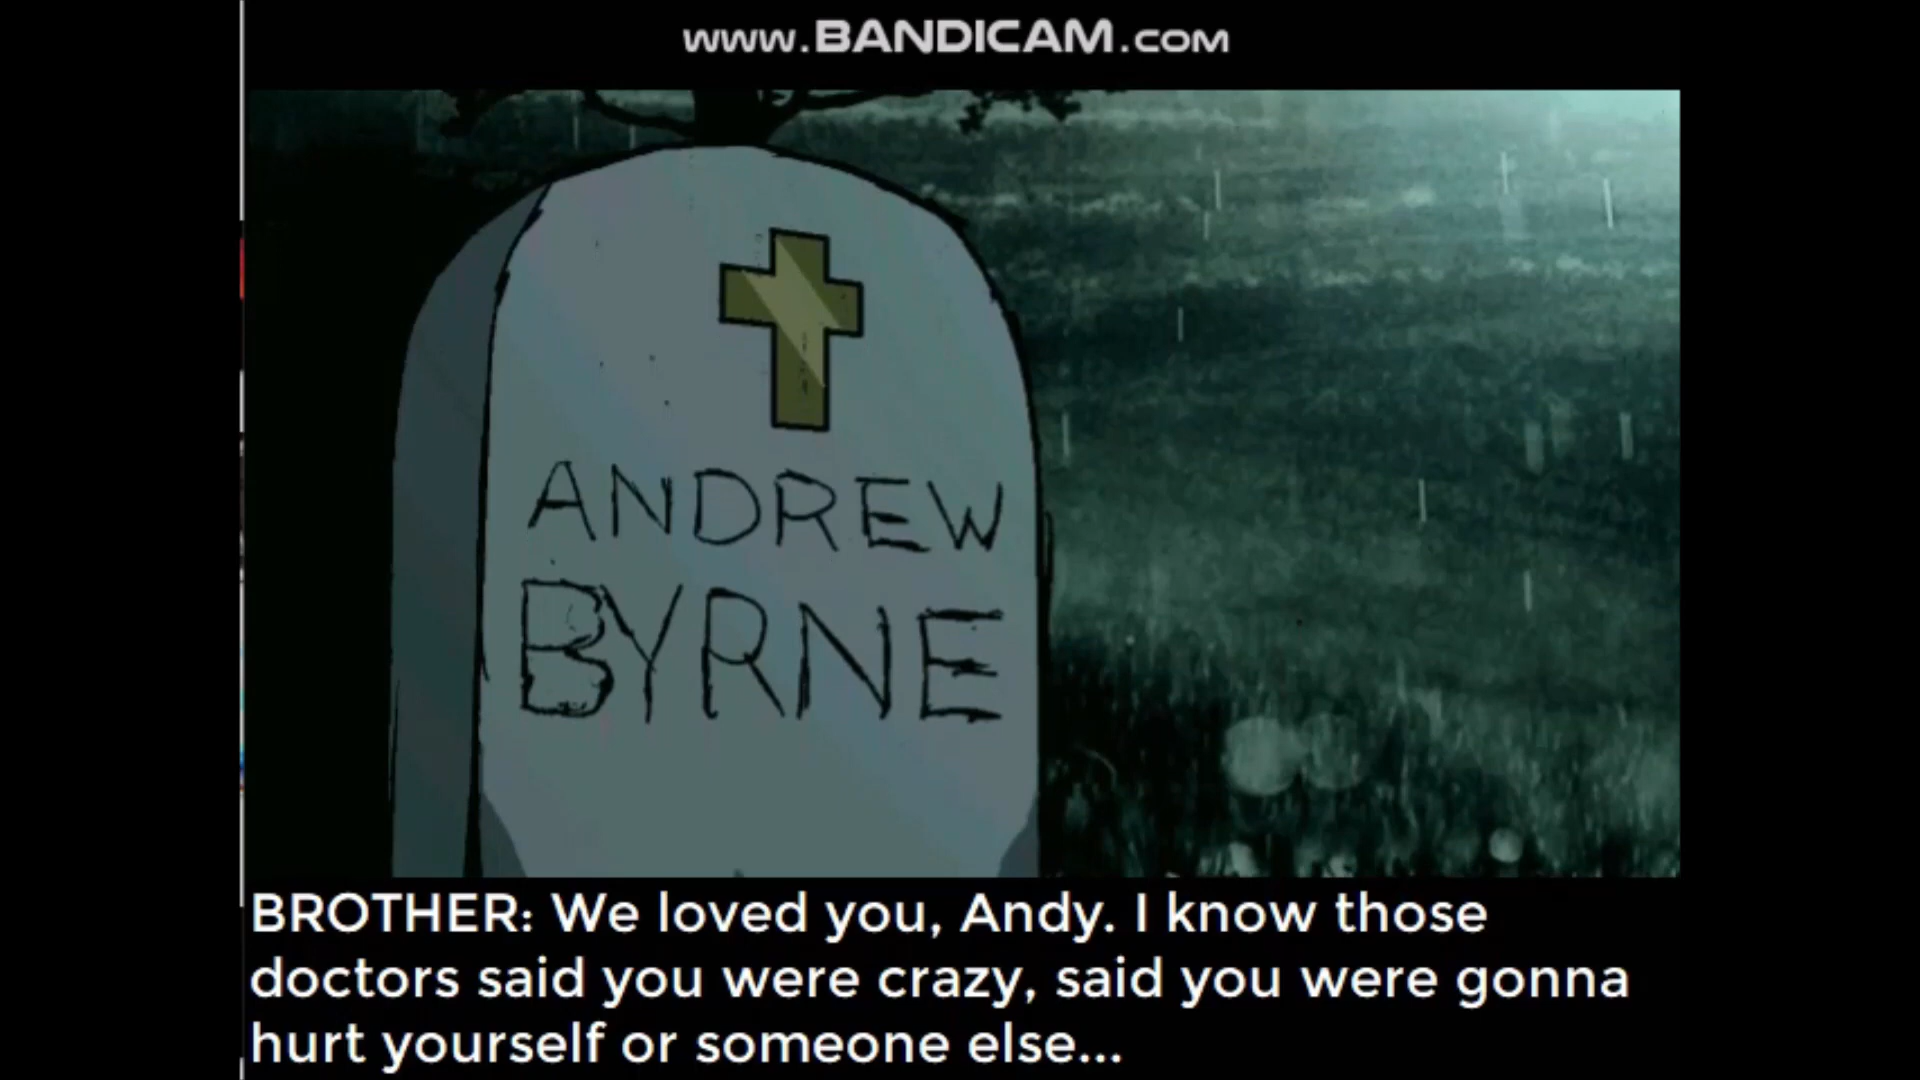 www.BANDICAM.com
ANDREW
BYRNE
BROTHER: We loved you, Andy. I know those
doctors said you were crazy, said you were gonna
hurt yourself or someone else...